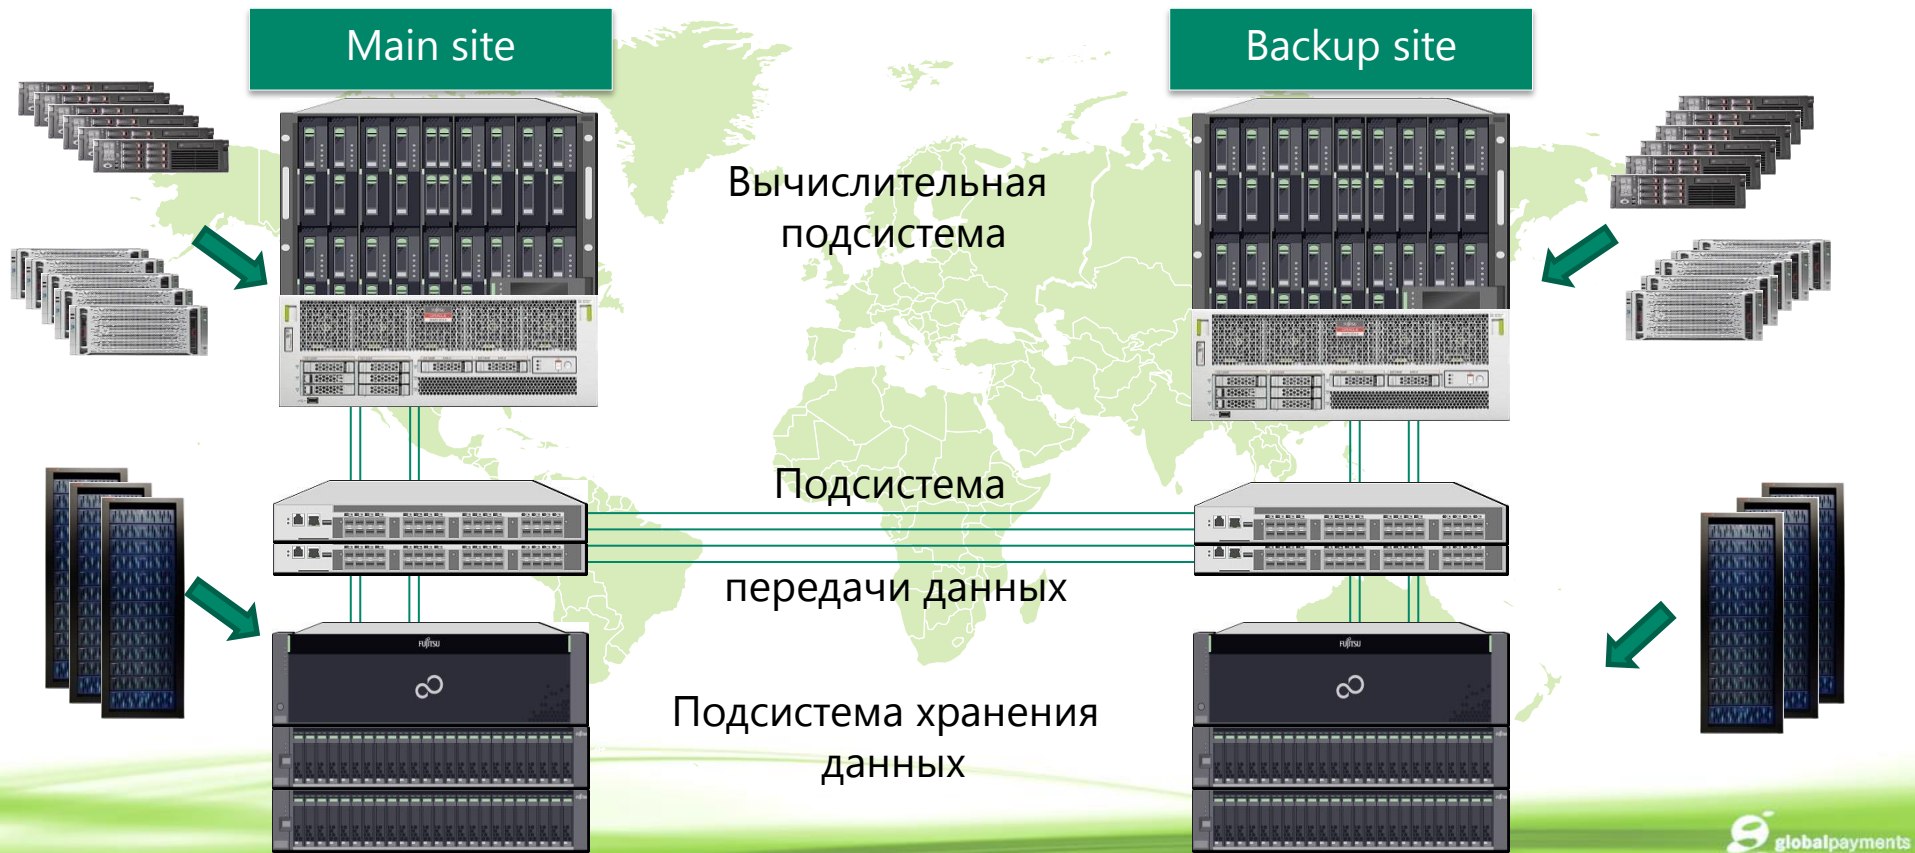 Main site
Backup site
Вычислительная
подсистема
Подсистема
передачи данных
FUJITSU
FUJITSU
Подсистема хранения
данных
globalpayments